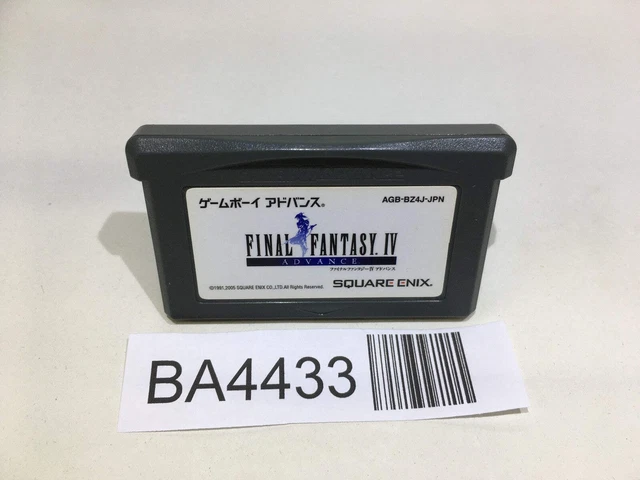 ゲームボーイ アドバンス®
AGB-BZ4J-JPN
FINAL FANTASY. IV
ADVANCE
ファイナルファンタジーIV アドバンス
©1991,2005 SQUARE ENIX CO.,LTD.All Rights Reserved.
SQUARE ENIX.
BA4433